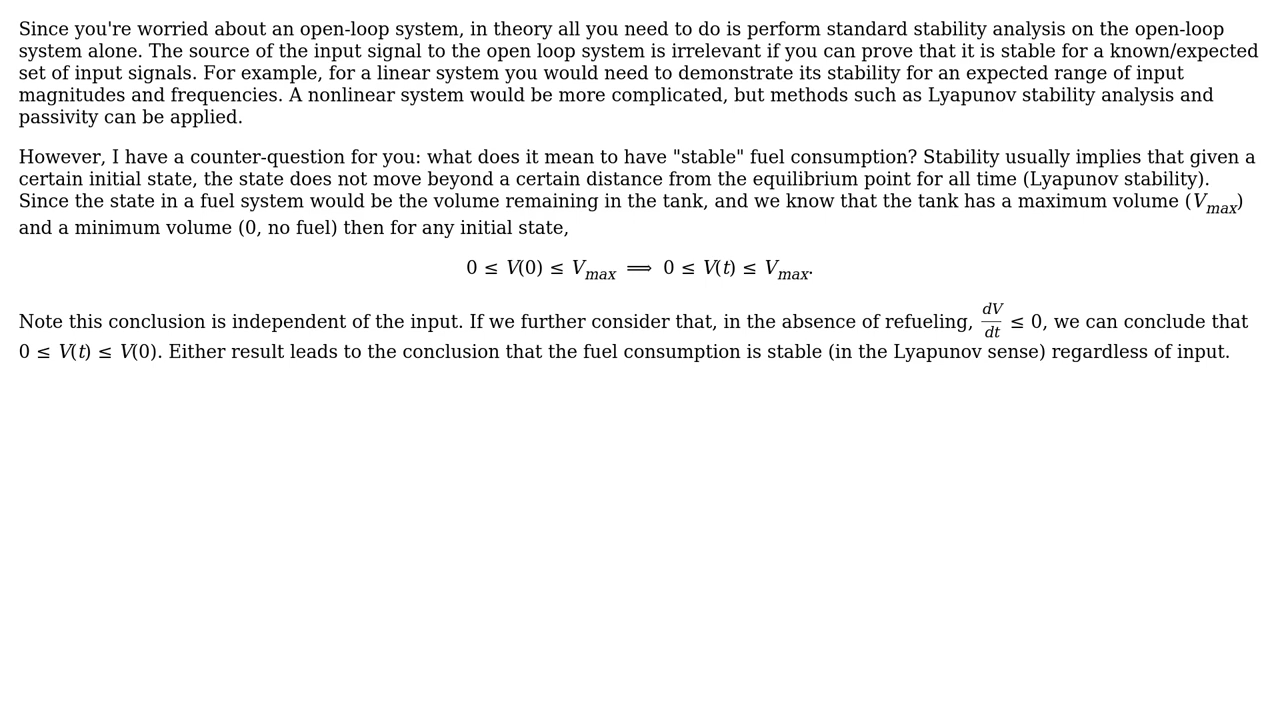 Since you're worried about an open-loop system, in theory all you need to do is perform standard stability analysis on the open-loop
system alone. The source of the input signal to the open loop system is irrelevant if you can prove that it is stable for a known/expected
set of input signals. For example, for a linear system you would need to demonstrate its stability for an expected range of input
magnitudes and frequencies. A nonlinear system would be more complicated, but methods such as Lyapunov stability analysis and
passivity can be applied.
However, I have a counter-question for you: what does it mean to have "stable" fuel consumption? Stability usually implies that given a
certain initial state, the state does not move beyond a certain distance from the equilibrium point for all time (Lyapunov stability).
Since the state in a fuel system would be the volume remaining in the tank, and we know that the tank has a maximum volume (V_max)
and a minimum volume (0, no fuel) then for any initial state,
0 ≤ V(0) ≤ V_max ⟹ 0 ≤ V(t) ≤ V_max.
Note this conclusion is independent of the input. If we further consider that, in the absence of refueling, dV/dt ≤ 0, we can conclude that
0 ≤ V(t) ≤ V(0). Either result leads to the conclusion that the fuel consumption is stable (in the Lyapunov sense) regardless of input.